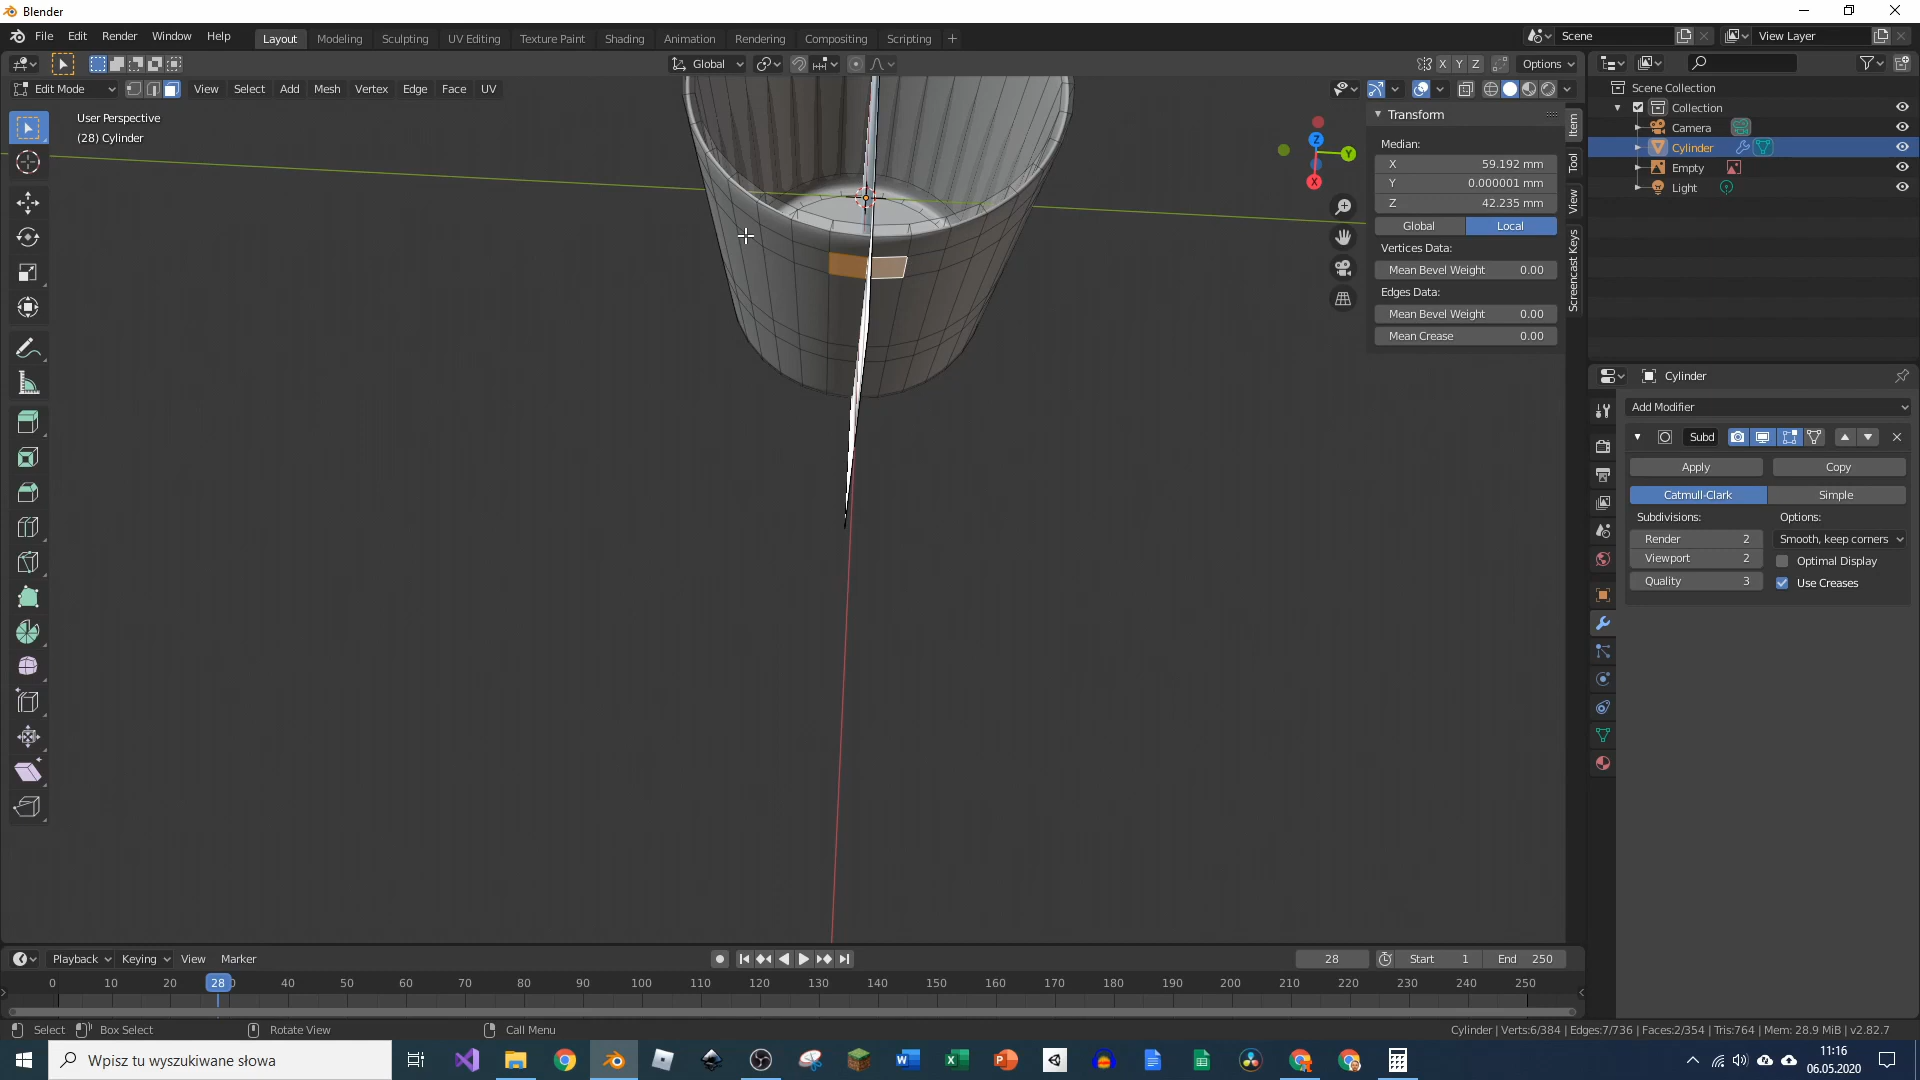 Blender
File Edit Render Window Help
Layout Modeling Sculpting UV Editing Texture Paint Shading Animation Rendering Compositing Scripting +
Scene
View Layer
Global
X Y Z
Options
Edit Mode
View Select Add Mesh Vertex Edge Face UV
User Perspective
(28) Cylinder
Z
Y
X
Transform
Median:
X 59.192 mm
Y 0.000001 mm
Z 42.235 mm
Global Local
Vertices Data:
Mean Bevel Weight 0.00
Edges Data:
Mean Bevel Weight 0.00
Mean Crease 0.00
Item
Tool
View
Screencast Keys
Scene Collection
Collection
Camera
Cylinder
Empty
Light
Cylinder
Add Modifier
Subd
Apply Copy
Catmull-Clark Simple
Subdivisions: Options:
Render 2 Smooth, keep corners
Viewport 2 Optimal Display
Quality 3 Use Creases
Playback Keying View Marker
28
Start 1 End 250
0 10 20 28 40 50 60 70 80 90 100 110 120 130 140 150 160 170 180 190 200 210 220 230 240 250
Select Box Select Rotate View Call Menu
Cylinder | Verts:6/384 | Edges:7/736 | Faces:2/354 | Tris:764 | Mem: 28.9 MiB | v2.82.7
Wpisz tu wyszukiwane słowa
11:16
06.05.2020